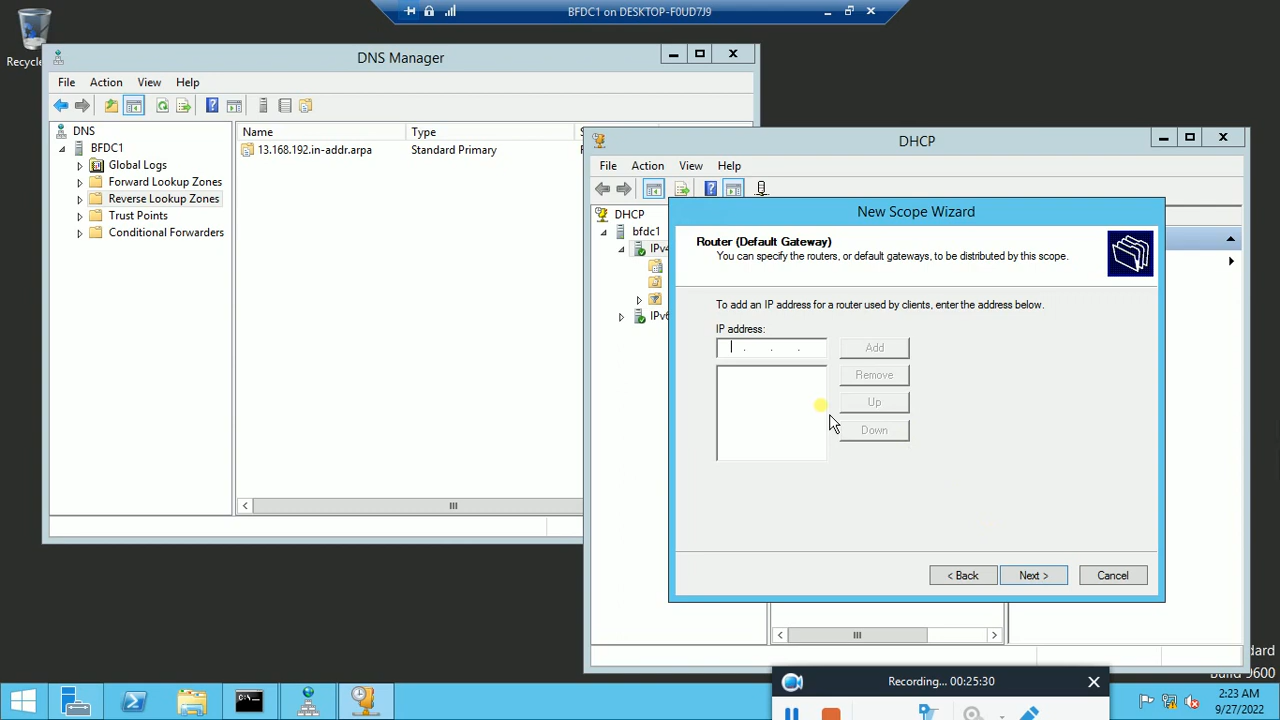 BFDC1 on DESKTOP-F0UD7J9
Recycle
DNS Manager
File Action View Help
DNS
BFDC1
Global Logs
Forward Lookup Zones
Reverse Lookup Zones
Trust Points
Conditional Forwarders
Name Type
13.168.192.in-addr.arpa Standard Primary
DHCP
File Action View Help
DHCP
bfdc1
IPv4
IPv6
New Scope Wizard
Router (Default Gateway)
You can specify the routers, or default gateways, to be distributed by this scope.
To add an IP address for a router used by clients, enter the address below.
IP address:
. . .
Add
Remove
Up
Down
< Back Next > Cancel
dard
Build 9600
Recording... 00:25:30
2:23 AM
9/27/2022